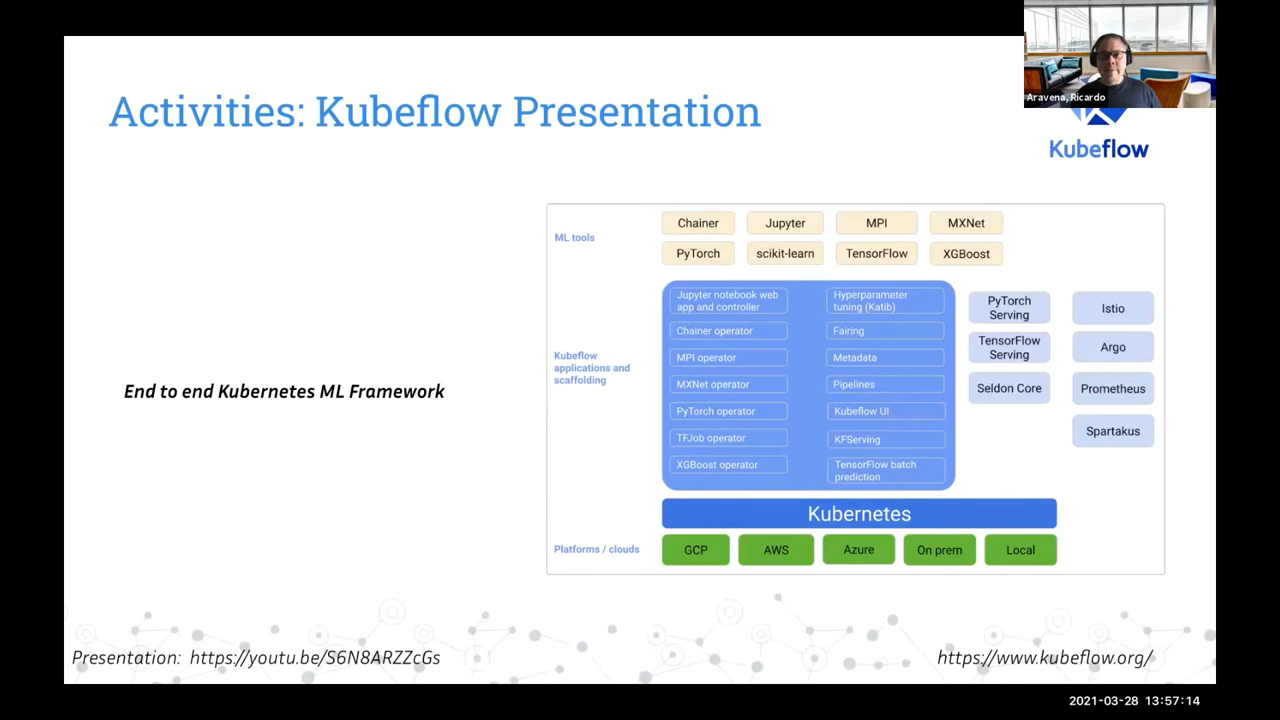 Aravena, Ricardo
Activities: Kubeflow Presentation
Kubeflow
ML tools
Chainer
Jupyter
MPI
MXNet
PyTorch
scikit-learn
TensorFlow
XGBoost
Kubeflow
applications and
scaffolding
Jupyter notebook web
app and controller
Chainer operator
MPI operator
MXNet operator
PyTorch operator
TFJob operator
XGBoost operator
Hyperparameter
tuning (Katib)
Fairing
Metadata
Pipelines
Kubeflow UI
KFServing
TensorFlow batch
prediction
PyTorch
Serving
TensorFlow
Serving
Seldon Core
Istio
Argo
Prometheus
Spartakus
End to end Kubernetes ML Framework
Kubernetes
Platforms / clouds
GCP
AWS
Azure
On prem
Local
Presentation: https://youtu.be/S6N8ARZZcGs
https://www.kubeflow.org/
2021-03-28 13:57:14